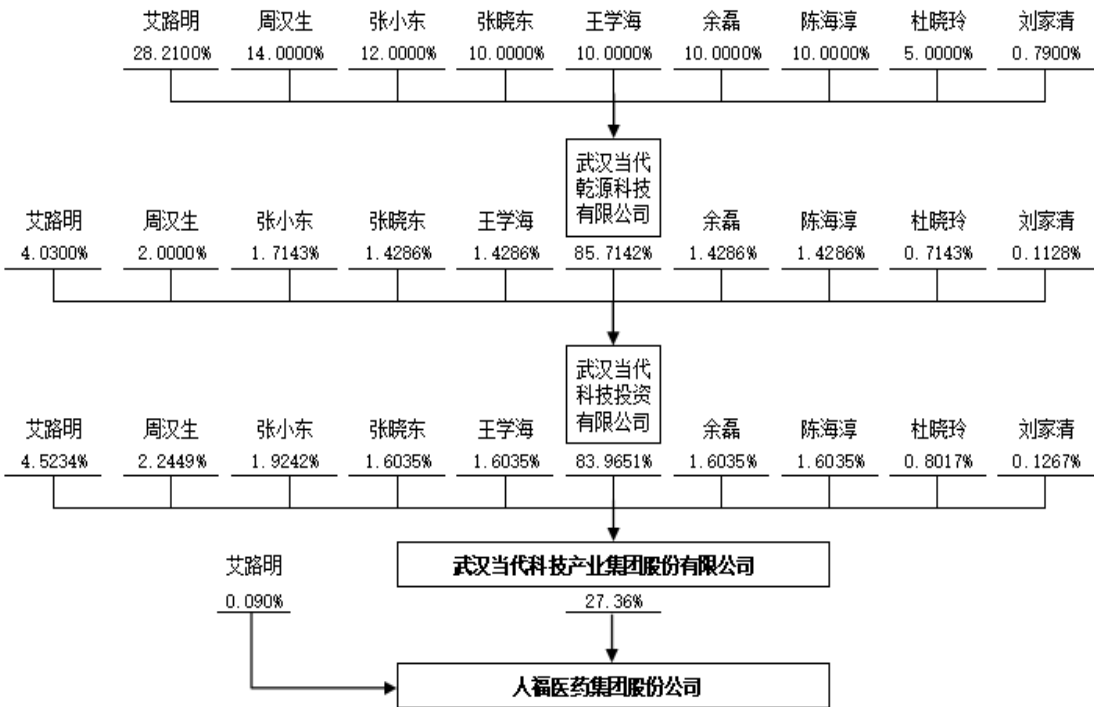 艾路明 周汉生 张小东 张晓东 王学海 余磊 陈海淳 杜晓玲 刘家清
28.2100% 14.0000% 12.0000% 10.0000% 10.0000% 10.0000% 10.0000% 5.0000% 0.7900%
武汉当代
乾源科技
有限公司
艾路明 周汉生 张小东 张晓东 王学海 余磊 陈海淳 杜晓玲 刘家清
4.0300% 2.0000% 1.7143% 1.4286% 1.4286% 85.7142% 1.4286% 1.4286% 0.7143% 0.1128%
武汉当代
科技投资
有限公司
艾路明 周汉生 张小东 张晓东 王学海 余磊 陈海淳 杜晓玲 刘家清
4.5234% 2.2449% 1.9242% 1.6035% 1.6035% 83.9651% 1.6035% 1.6035% 0.8017% 0.1267%
艾路明 武汉当代科技产业集团股份有限公司
0.090% 27.36%
人福医药集团股份公司